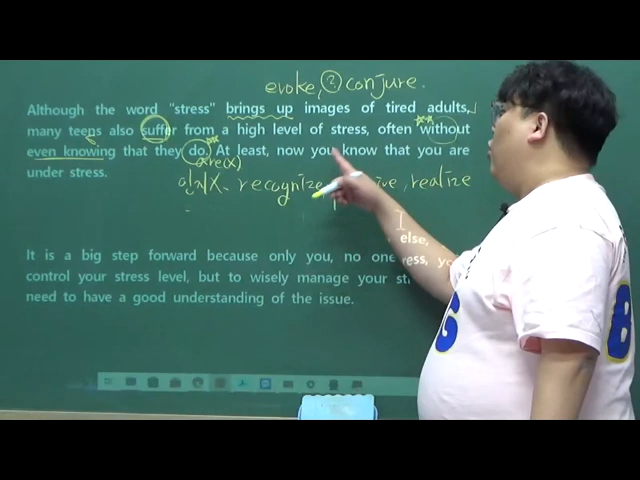 evoke, ② conjure.
Although the word "stress" brings up images of tired adults,
many teens also suffer from a high level of stress, often without
even knowing that they do. At least, now you know that you are
are(X)
under stress.
recognize, realize
else,
It is a big step forward because only you, no one
control your stress level, but to wisely manage your
need to have a good understanding of the issue.